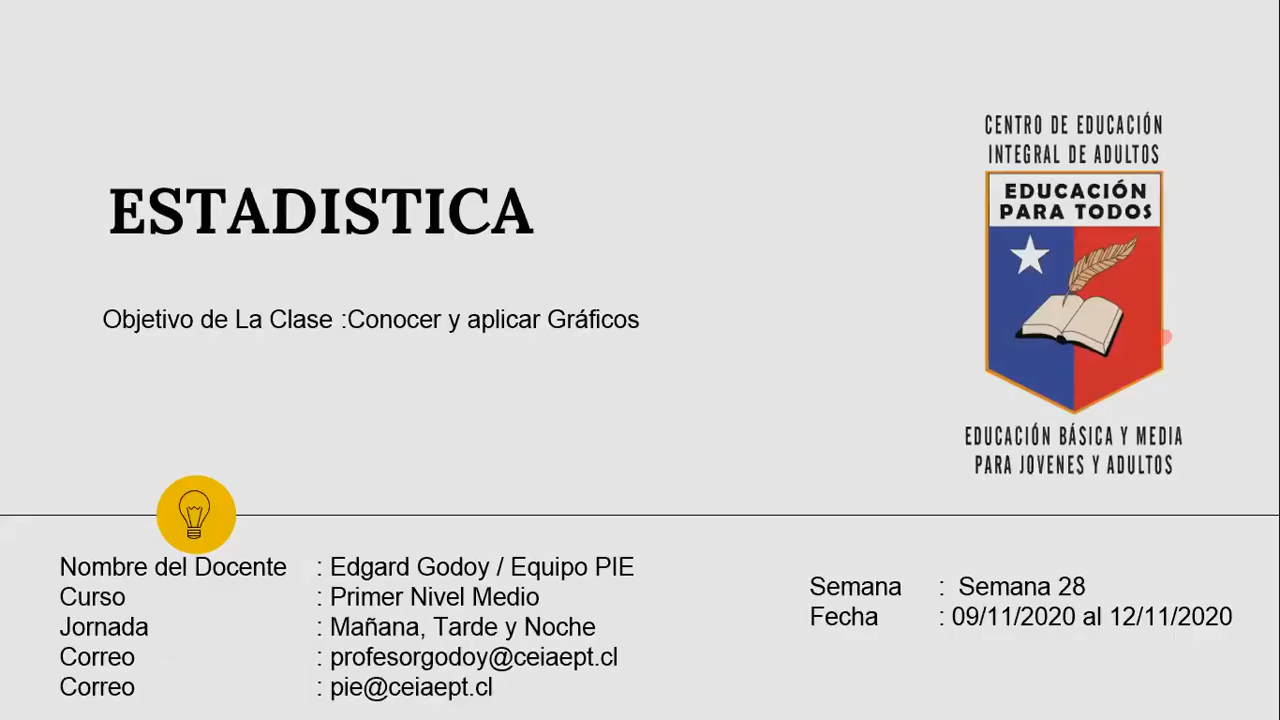 CENTRO DE EDUCACIÓN
INTEGRAL DE ADULTOS
EDUCACIÓN
PARA TODOS
ESTADISTICA
Objetivo de La Clase :Conocer y aplicar Gráficos
EDUCACIÓN BÁSICA Y MEDIA
PARA JOVENES Y ADULTOS
Nombre del Docente : Edgard Godoy / Equipo PIE
Curso : Primer Nivel Medio
Jornada : Mañana, Tarde y Noche
Correo : profesorgodoy@ceiaept.cl
Correo : pie@ceiaept.cl
Semana : Semana 28
Fecha : 09/11/2020 al 12/11/2020